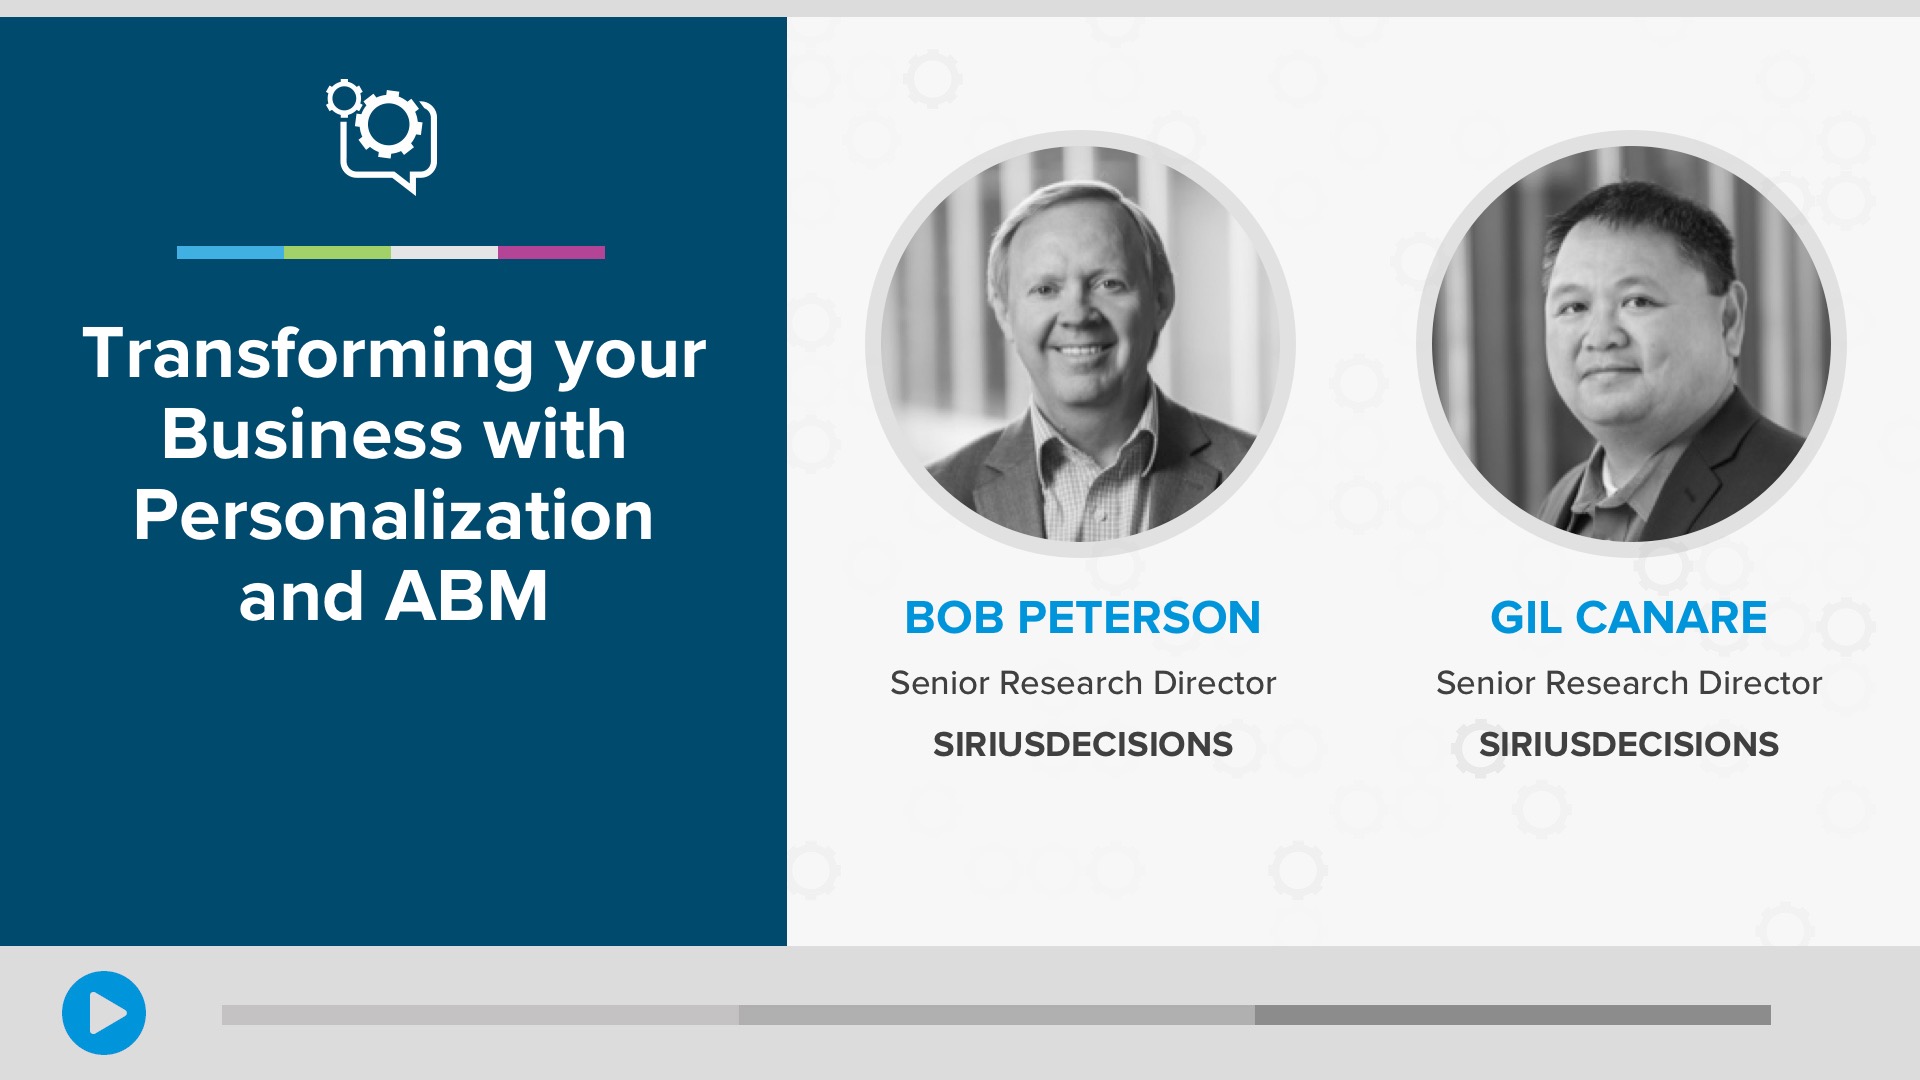 Transforming your
Business with
Personalization
and ABM
BOB PETERSON
Senior Research Director
SIRIUSDECISIONS
GIL CANARE
Senior Research Director
SIRIUSDECISIONS